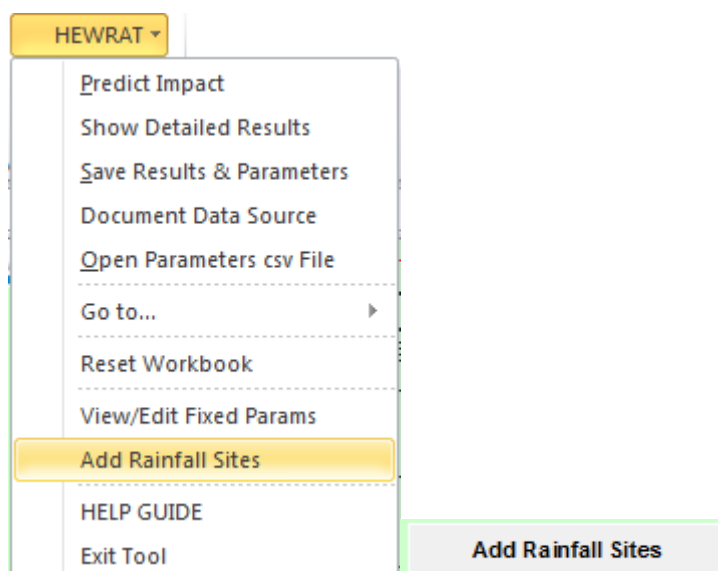 HEWRAT
Predict Impact
Show Detailed Results
Save Results & Parameters
Document Data Source
Open Parameters csv File
Go to...
Reset Workbook
View/Edit Fixed Params
Add Rainfall Sites
HELP GUIDE
Exit Tool
Add Rainfall Sites